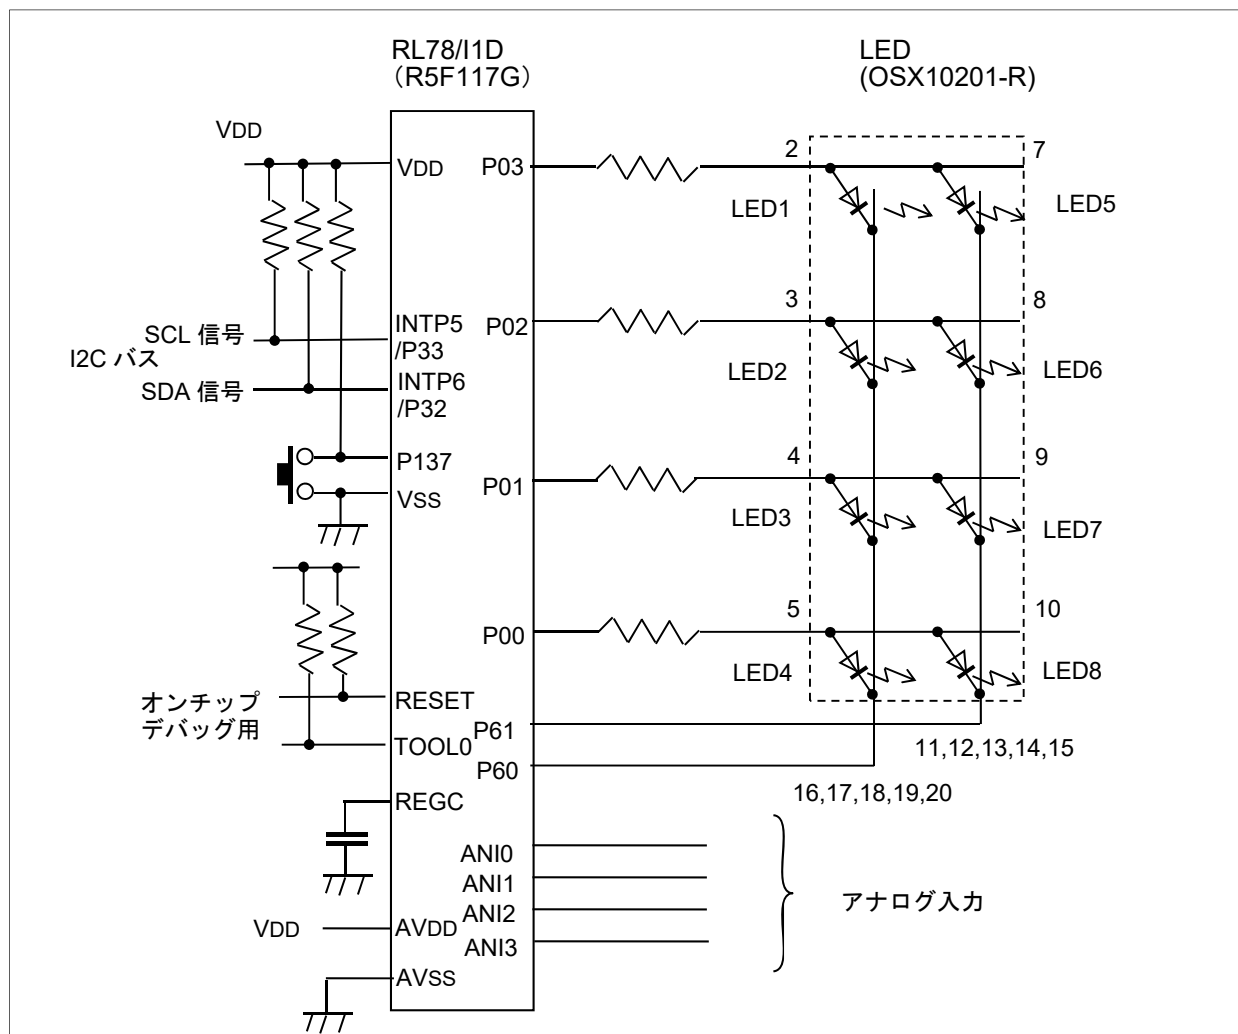 RL78/I1D
（R5F117G）
LED
(OSX10201-R)
VDD
VDD
P03
2
7
LED1
LED5
SCL 信号
I2C バス
SDA 信号
INTP5
/P33
INTP6
/P32
P02
3
8
LED2
LED6
P137
VSS
P01
4
9
LED3
LED7
P00
5
10
LED4
LED8
オンチップ
デバッグ用
RESET
TOOL0
P61
11,12,13,14,15
P60
16,17,18,19,20
REGC
ANI0
ANI1
ANI2
ANI3
アナログ入力
VDD
AVDD
AVSS